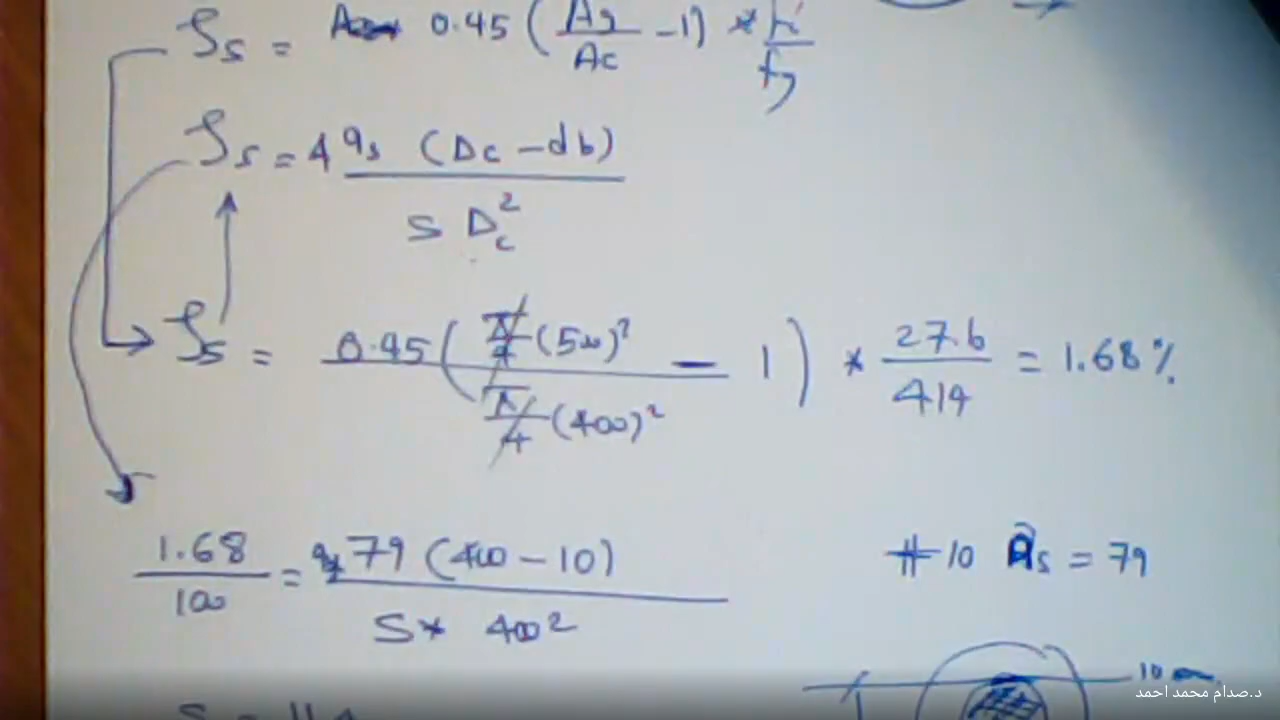 ρs = 0.45 (Ag/Ac - 1) * fc'/fy
ρs = 4 as (Dc - db) / s Dc²
ρs = 0.45 (π/4 (500)² / π/4 (400)² - 1) * 27.6/414 = 1.68%
1.68/100 = 4*79 (400 - 10) / S * 400²
#10 As = 79
10
د.صدام محمد احمد